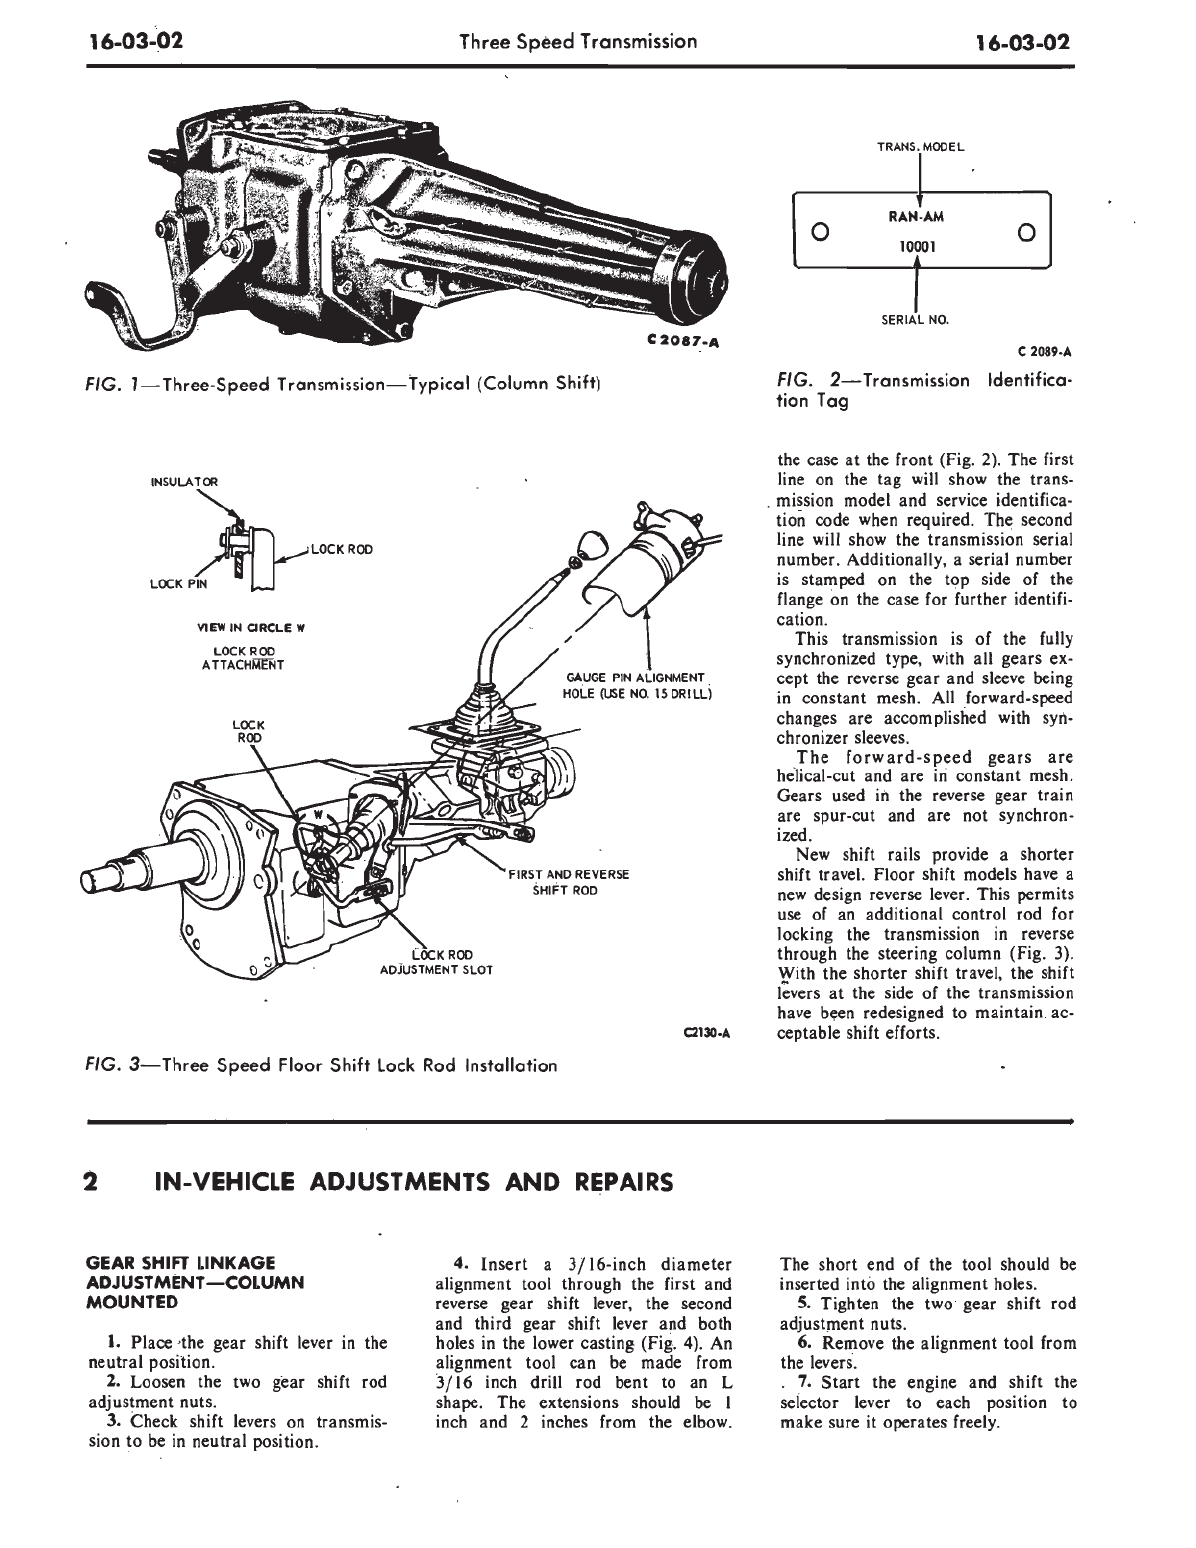 16-03-02
Three Speed Transmission
16-03-02
C 2087-A
FIG. 1—Three-Speed Transmission—Typical (Column Shift)
TRANS. MODEL
RAN-AM
10001
SERIAL NO.
C 2089-A
FIG. 2—Transmission Identifica-
tion Tag
INSULATOR
LOCK ROD
LOCK PIN
VIEW IN CIRCLE W
LOCK ROD
ATTACHMENT
GAUGE PIN ALIGNMENT
HOLE (USE NO. 15 DRILL)
LOCK
ROD
W
FIRST AND REVERSE
SHIFT ROD
LOCK ROD
ADJUSTMENT SLOT
C2130-A
FIG. 3—Three Speed Floor Shift Lock Rod Installation
the case at the front (Fig. 2). The first
line on the tag will show the trans-
mission model and service identifica-
tion code when required. The second
line will show the transmission serial
number. Additionally, a serial number
is stamped on the top side of the
flange on the case for further identifi-
cation.
This transmission is of the fully
synchronized type, with all gears ex-
cept the reverse gear and sleeve being
in constant mesh. All forward-speed
changes are accomplished with syn-
chronizer sleeves.
The forward-speed gears are
helical-cut and are in constant mesh.
Gears used in the reverse gear train
are spur-cut and are not synchron-
ized.
New shift rails provide a shorter
shift travel. Floor shift models have a
new design reverse lever. This permits
use of an additional control rod for
locking the transmission in reverse
through the steering column (Fig. 3).
With the shorter shift travel, the shift
levers at the side of the transmission
have been redesigned to maintain ac-
ceptable shift efforts.
2 IN-VEHICLE ADJUSTMENTS AND REPAIRS
GEAR SHIFT LINKAGE
ADJUSTMENT—COLUMN
MOUNTED
1. Place the gear shift lever in the
neutral position.
2. Loosen the two gear shift rod
adjustment nuts.
3. Check shift levers on transmis-
sion to be in neutral position.
4. Insert a 3/16-inch diameter
alignment tool through the first and
reverse gear shift lever, the second
and third gear shift lever and both
holes in the lower casting (Fig. 4). An
alignment tool can be made from
3/16 inch drill rod bent to an L
shape. The extensions should be 1
inch and 2 inches from the elbow.
The short end of the tool should be
inserted into the alignment holes.
5. Tighten the two gear shift rod
adjustment nuts.
6. Remove the alignment tool from
the levers.
7. Start the engine and shift the
selector lever to each position to
make sure it operates freely.